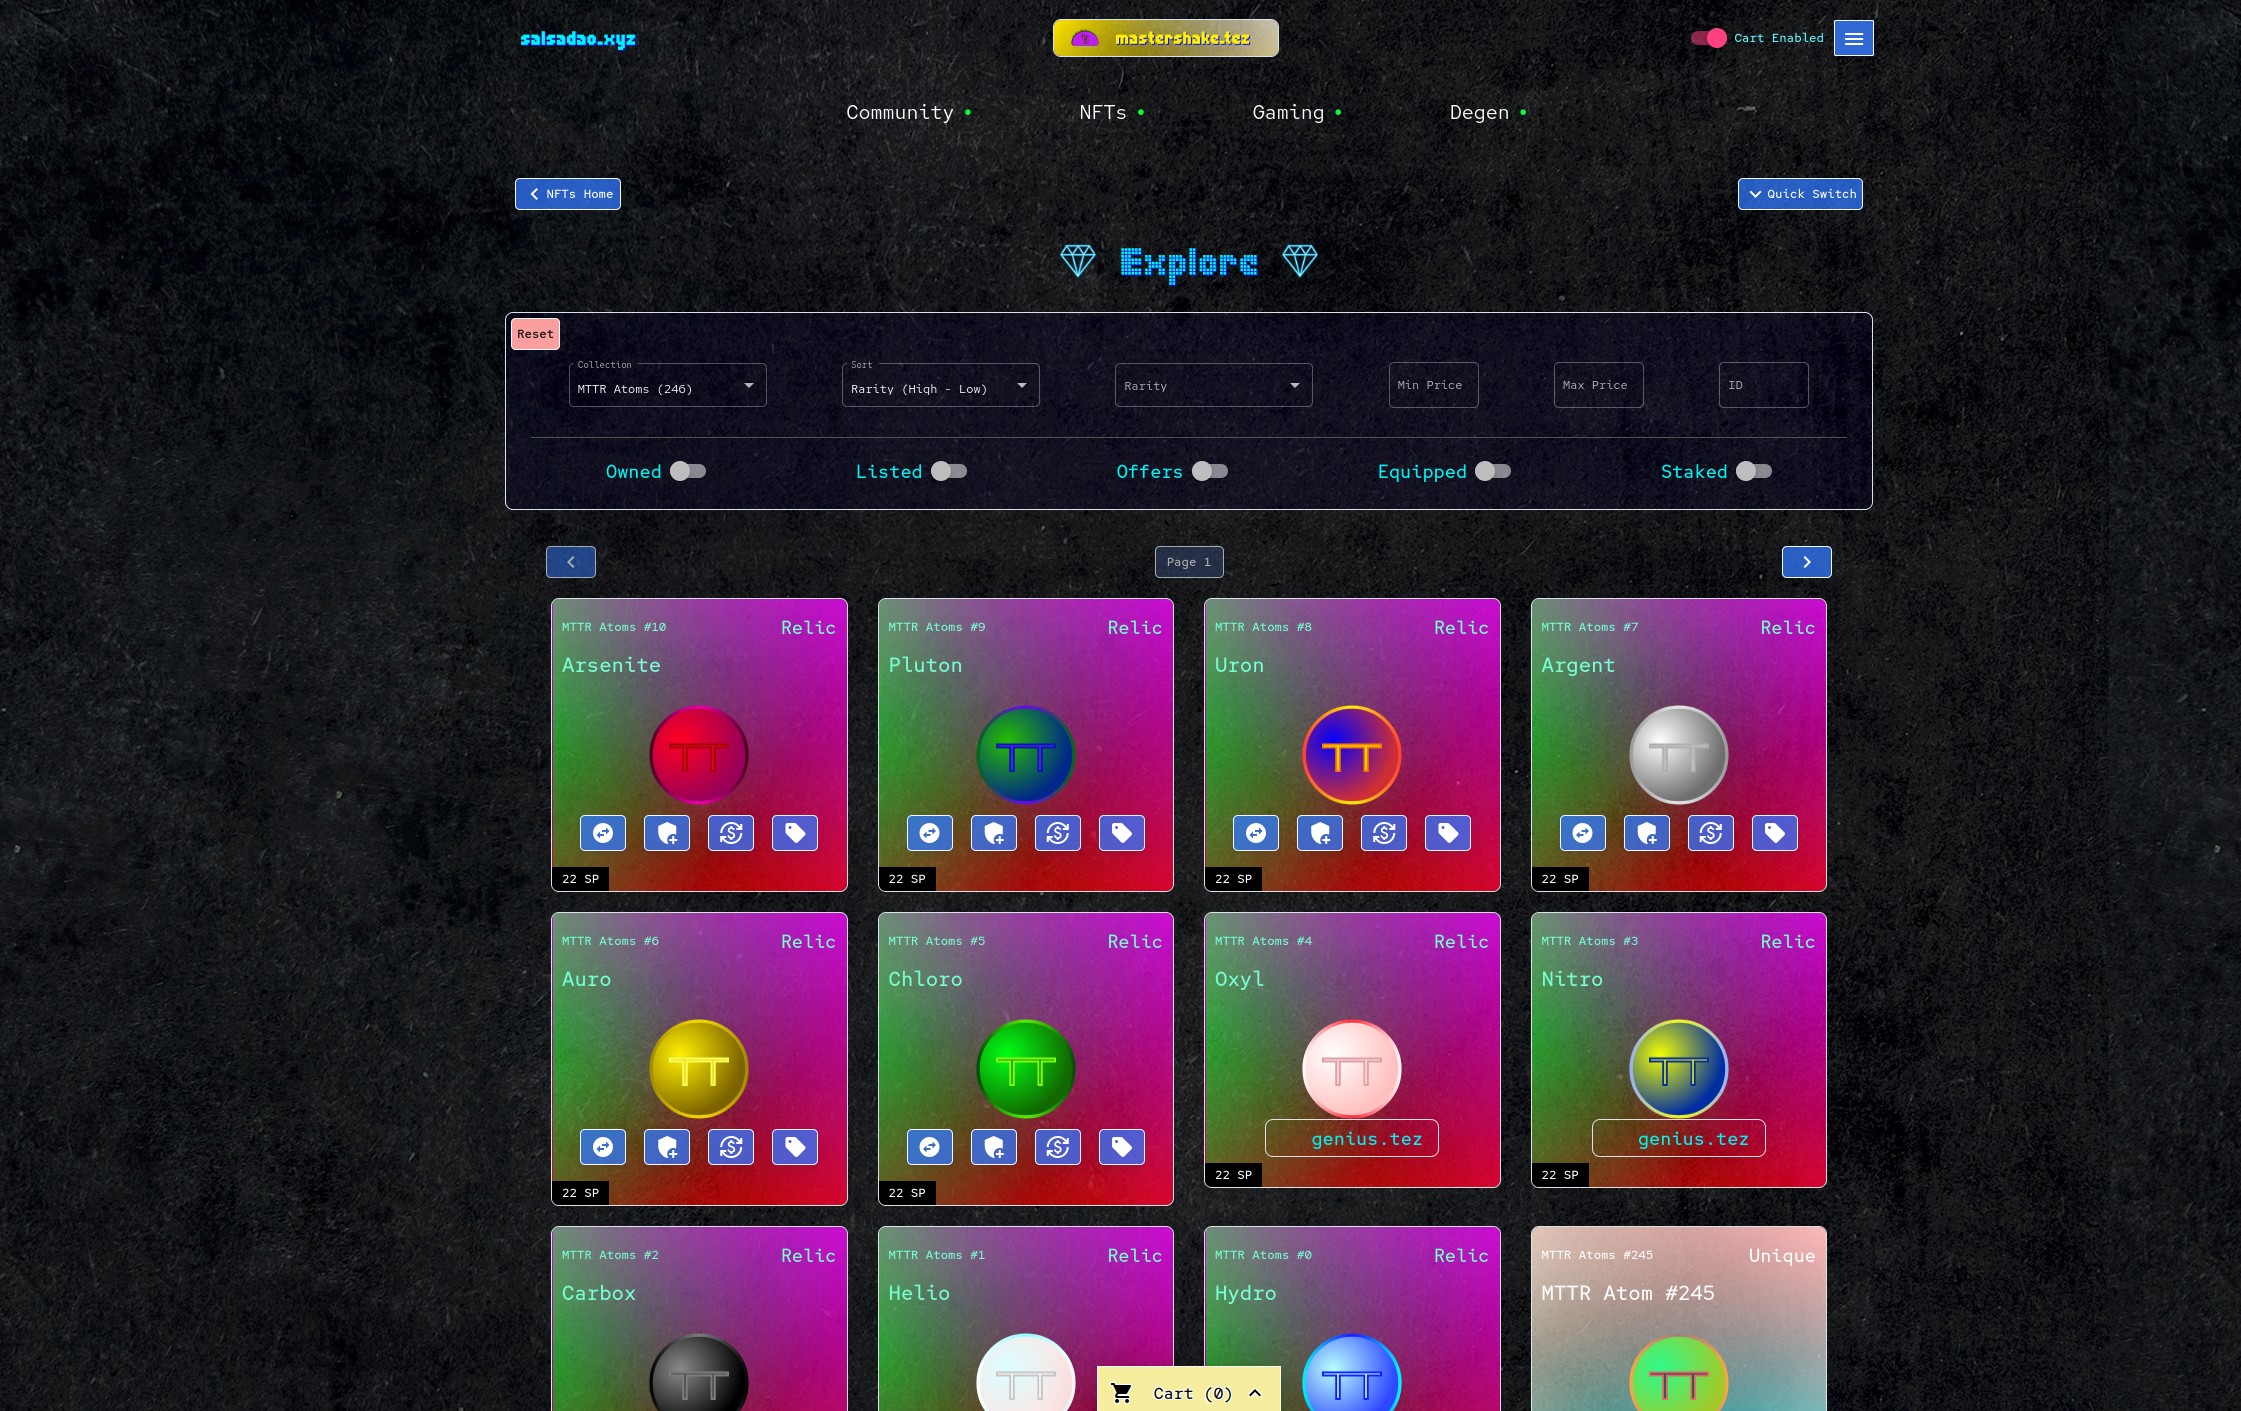 salsadao.xyz
mastershake.tez
Cart Enabled
Community
NFTs
Gaming
Degen
NFTs Home
Quick Switch
Explore
Reset
Collection
MTTR Atoms (246)
Sort
Rarity (High - Low)
Rarity
Min Price
Max Price
ID
Owned
Listed
Offers
Equipped
Staked
Page 1
MTTR Atoms #10
Relic
Arsenite
22 SP
MTTR Atoms #9
Relic
Pluton
22 SP
MTTR Atoms #8
Relic
Uron
22 SP
MTTR Atoms #7
Relic
Argent
22 SP
MTTR Atoms #6
Relic
Auro
22 SP
MTTR Atoms #5
Relic
Chloro
22 SP
MTTR Atoms #4
Relic
Oxyl
genius.tez
22 SP
MTTR Atoms #3
Relic
Nitro
genius.tez
22 SP
MTTR Atoms #2
Relic
Carbox
MTTR Atoms #1
Relic
Helio
MTTR Atoms #0
Relic
Hydro
MTTR Atoms #245
Unique
MTTR Atom #245
Cart (0)